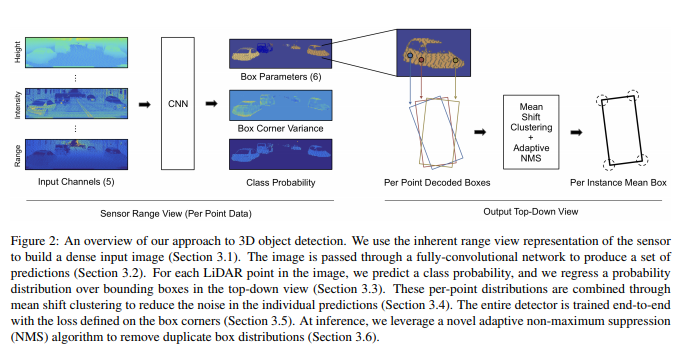 Height
Intensity
Range
⋮
⋮
Input Channels (5)
CNN
Box Parameters (6)
Box Corner Variance
Class Probability
Per Point Decoded Boxes
Mean
Shift
Clustering
+
Adaptive
NMS
Per Instance Mean Box
Sensor Range View (Per Point Data)
Output Top-Down View
Figure 2: An overview of our approach to 3D object detection. We use the inherent range view representation of the sensor
to build a dense input image (Section 3.1). The image is passed through a fully-convolutional network to produce a set of
predictions (Section 3.2). For each LiDAR point in the image, we predict a class probability, and we regress a probability
distribution over bounding boxes in the top-down view (Section 3.3). These per-point distributions are combined through
mean shift clustering to reduce the noise in the individual predictions (Section 3.4). The entire detector is trained end-to-end
with the loss defined on the box corners (Section 3.5). At inference, we leverage a novel adaptive non-maximum suppression
(NMS) algorithm to remove duplicate box distributions (Section 3.6).